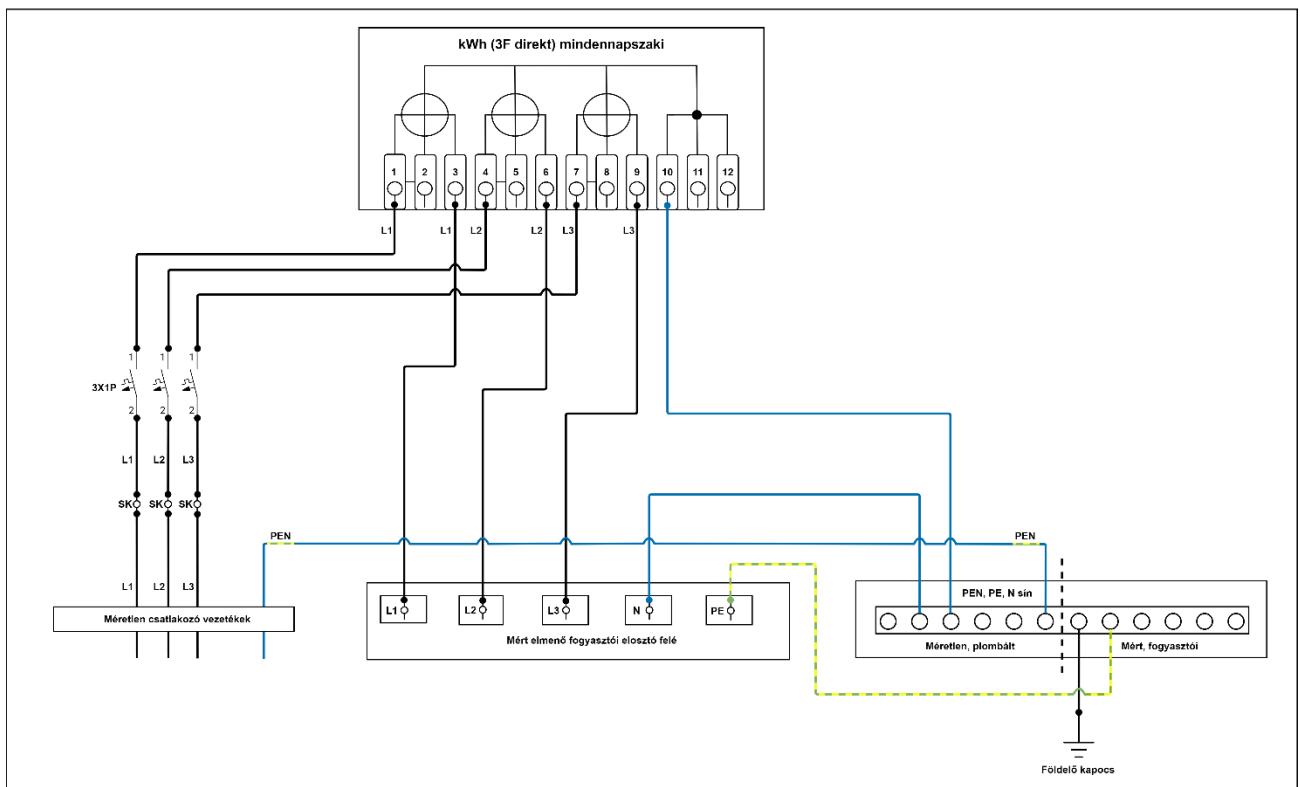 kWh (3F direkt) mindennapszaki
1 2 3 4 5 6 7 8 9 10 11 12
L1 L1 L2 L2 L3 L3
1 1 1
3X1P
2 2 2
L1 L2 L3
SK SK SK
PEN PEN
L1 L2 L3
PEN, PE, N sín
L1 L2 L3 N PE
Méretlen csatlakozó vezetékek
Mért elmenő fogyasztói elosztó felé
Méretlen, plombált Mért, fogyasztói
Földelő kapocs